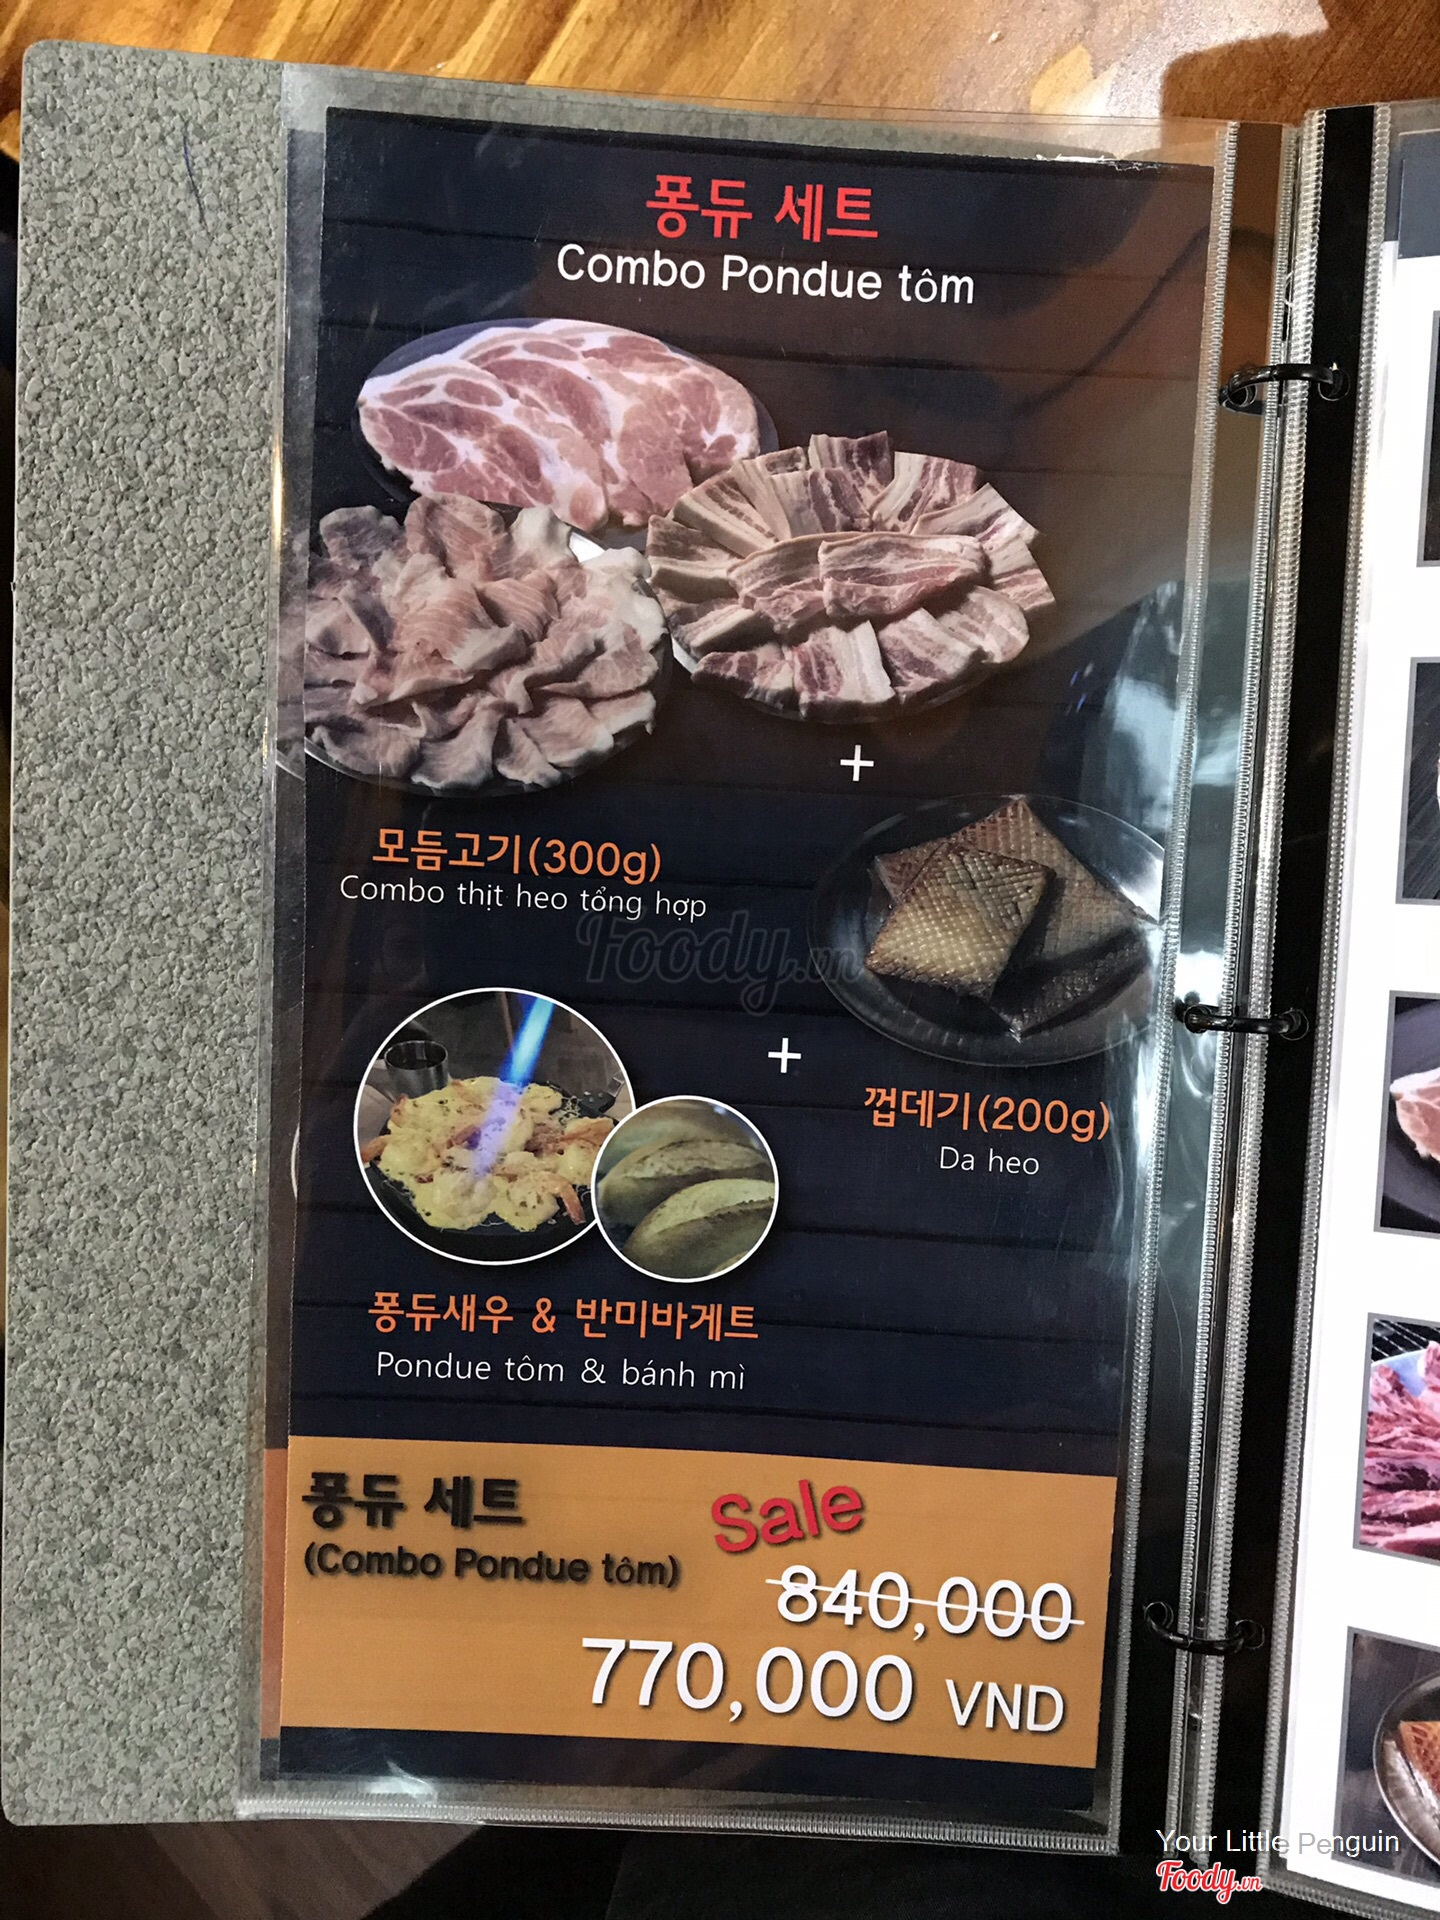 퐁듀 세트
Combo Pondue tôm
+
모듬고기(300g)
Combo thịt heo tổng hợp
Foody.vn
+
껍데기(200g)
Da heo
퐁듀새우 & 반미바게트
Pondue tôm & bánh mì
퐁듀 세트
(Combo Pondue tôm)
Sale
840,000
770,000 VND
Your Little Penguin
Foody.vn